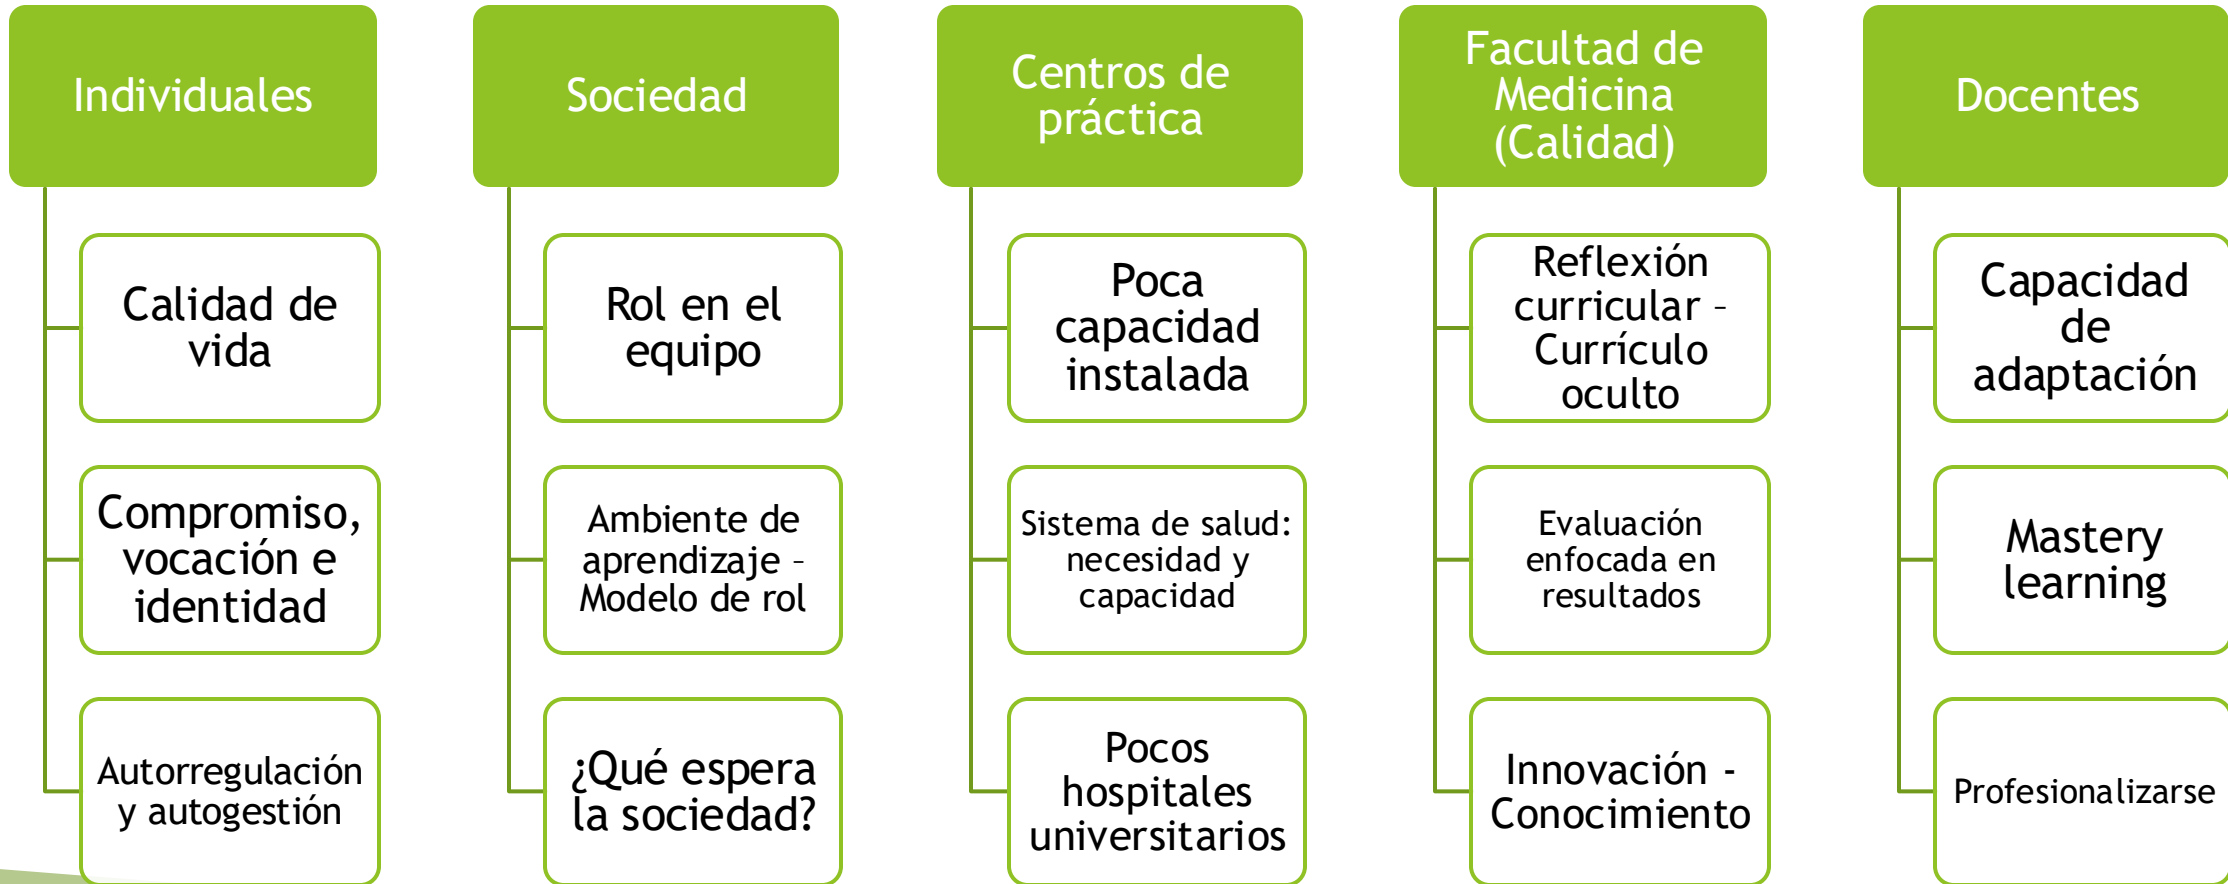 Individuales
Calidad de
vida
Compromiso,
vocación e
identidad
Autorregulación
y autogestión
Sociedad
Rol en el
equipo
Ambiente de
aprendizaje –
Modelo de rol
¿Qué espera
la sociedad?
Centros de
práctica
Poca
capacidad
instalada
Sistema de salud:
necesidad y
capacidad
Pocos
hospitales
universitarios
Facultad de
Medicina
(Calidad)
Reflexión
curricular –
Currículo
oculto
Evaluación
enfocada en
resultados
Innovación -
Conocimiento
Docentes
Capacidad
de
adaptación
Mastery
learning
Profesionalizarse